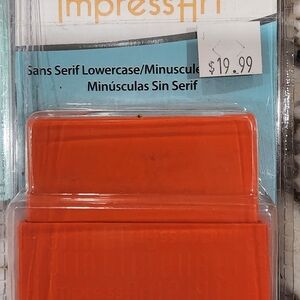 ImpressArt
$19.99
Sans Serif Lowercase/Minuscule
Minúsculas Sin Serif